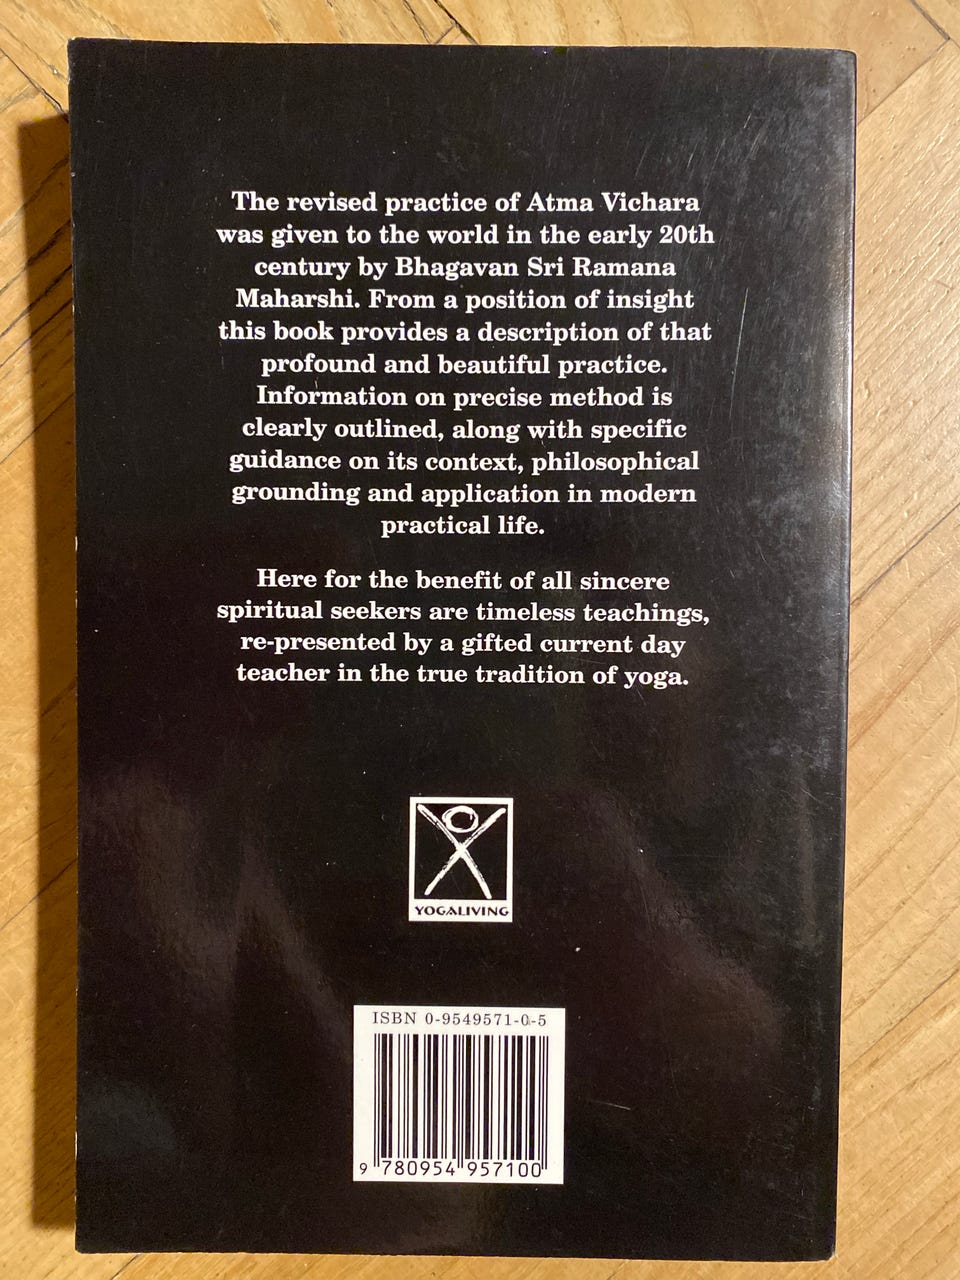 The revised practice of Atma Vichara
was given to the world in the early 20th
century by Bhagavan Sri Ramana
Maharshi. From a position of insight
this book provides a description of that
profound and beautiful practice.
Information on precise method is
clearly outlined, along with specific
guidance on its context, philosophical
grounding and application in modern
practical life.
Here for the benefit of all sincere
spiritual seekers are timeless teachings,
re-presented by a gifted current day
teacher in the true tradition of yoga.
YOGALIVING
ISBN 0-9549571-0-5
9 780954 957100